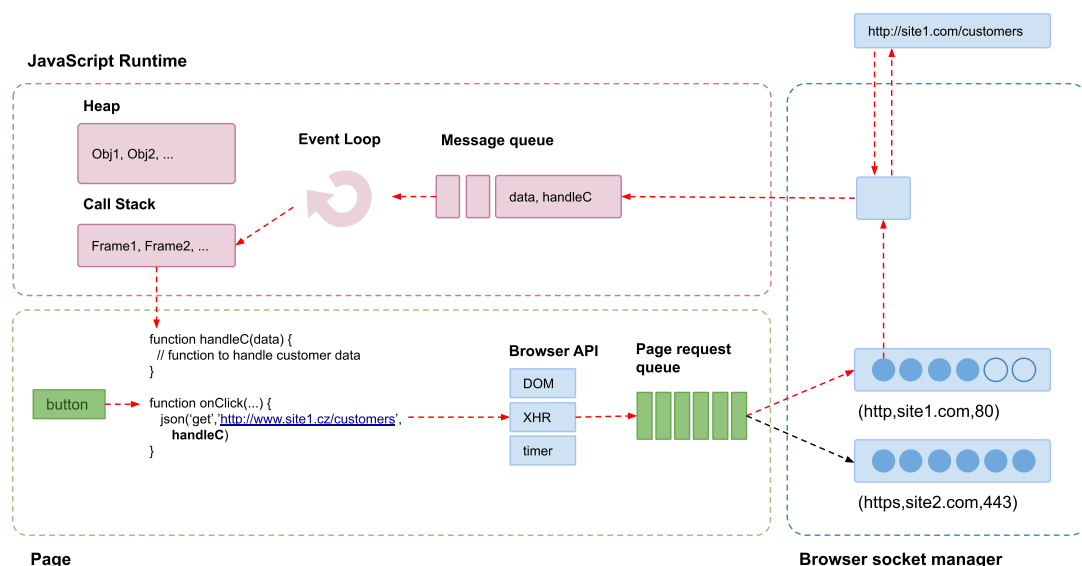 http://site1.com/customers
JavaScript Runtime
Heap
Obj1, Obj2, ...
Event Loop
Message queue
data, handleC
Call Stack
Frame1, Frame2, ...
function handleC(data) {
// function to handle customer data
}
button
function onClick(...) {
json(‘get’,’http://www.site1.cz/customers’,
handleC)
}
Browser API
DOM
XHR
timer
Page request
queue
(http,site1.com,80)
(https,site2.com,443)
Page
Browser socket manager